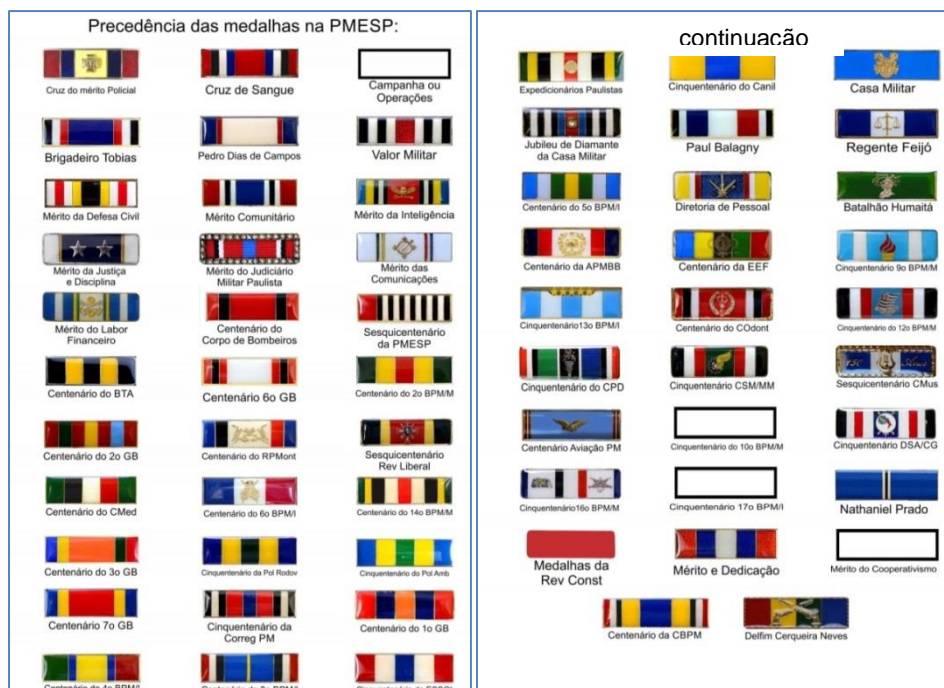 Precedência das medalhas na PMESP:
Cruz do mérito Policial
Cruz de Sangue
Campanha ou
Operações
Brigadeiro Tobias
Pedro Dias de Campos
Valor Militar
Mérito da Defesa Civil
Mérito Comunitário
Mérito da Inteligência
Mérito da Justiça
e Disciplina
Mérito do Judiciário
Militar Paulista
Mérito das
Comunicações
Mérito do Labor
Financeiro
Centenário do
Corpo de Bombeiros
Sesquicentenário
da PMESP
Centenário do BTA
Centenário 6o GB
Centenário do 2o BPM/M
Centenário do 2o GB
Centenário do RPMont
Sesquicentenário
Rev Liberal
Centenário do CMed
Centenário do 6o BPM/I
Centenário do 14o BPM/M
Centenário do 3o GB
Cinquentenário da Pol Rodov
Cinquentenário do Pol Amb
Centenário 7o GB
Cinquentenário da
Correg PM
Centenário do 1o GB
continuacão
Expedicionários Paulistas
Cinquentenário do Canil
Casa Militar
Jubileu de Diamante
da Casa Militar
Paul Balagny
Regente Feijó
Centenário do 5o BPM/I
Diretoria de Pessoal
Batalhão Humaitá
Centenário da APMBB
Centenário da EEF
Cinquentenário 9o BPM/M
Cinquentenário13o BPM/I
Centenário do COdont
Cinquentenário do 12o BPM/M
Cinquentenário do CPD
Cinquentenário CSM/MM
Sesquicentenário CMus
Centenário Aviação PM
Cinquentenário do 10o BPM/M
Cinquentenário DSA/CG
Cinquentenário16o BPM/M
Cinquentenário 17o BPM/I
Nathaniel Prado
Medalhas da
Rev Const
Mérito e Dedicação
Mérito do Cooperativismo
Centenário da CBPM
Delfim Cerqueira Neves